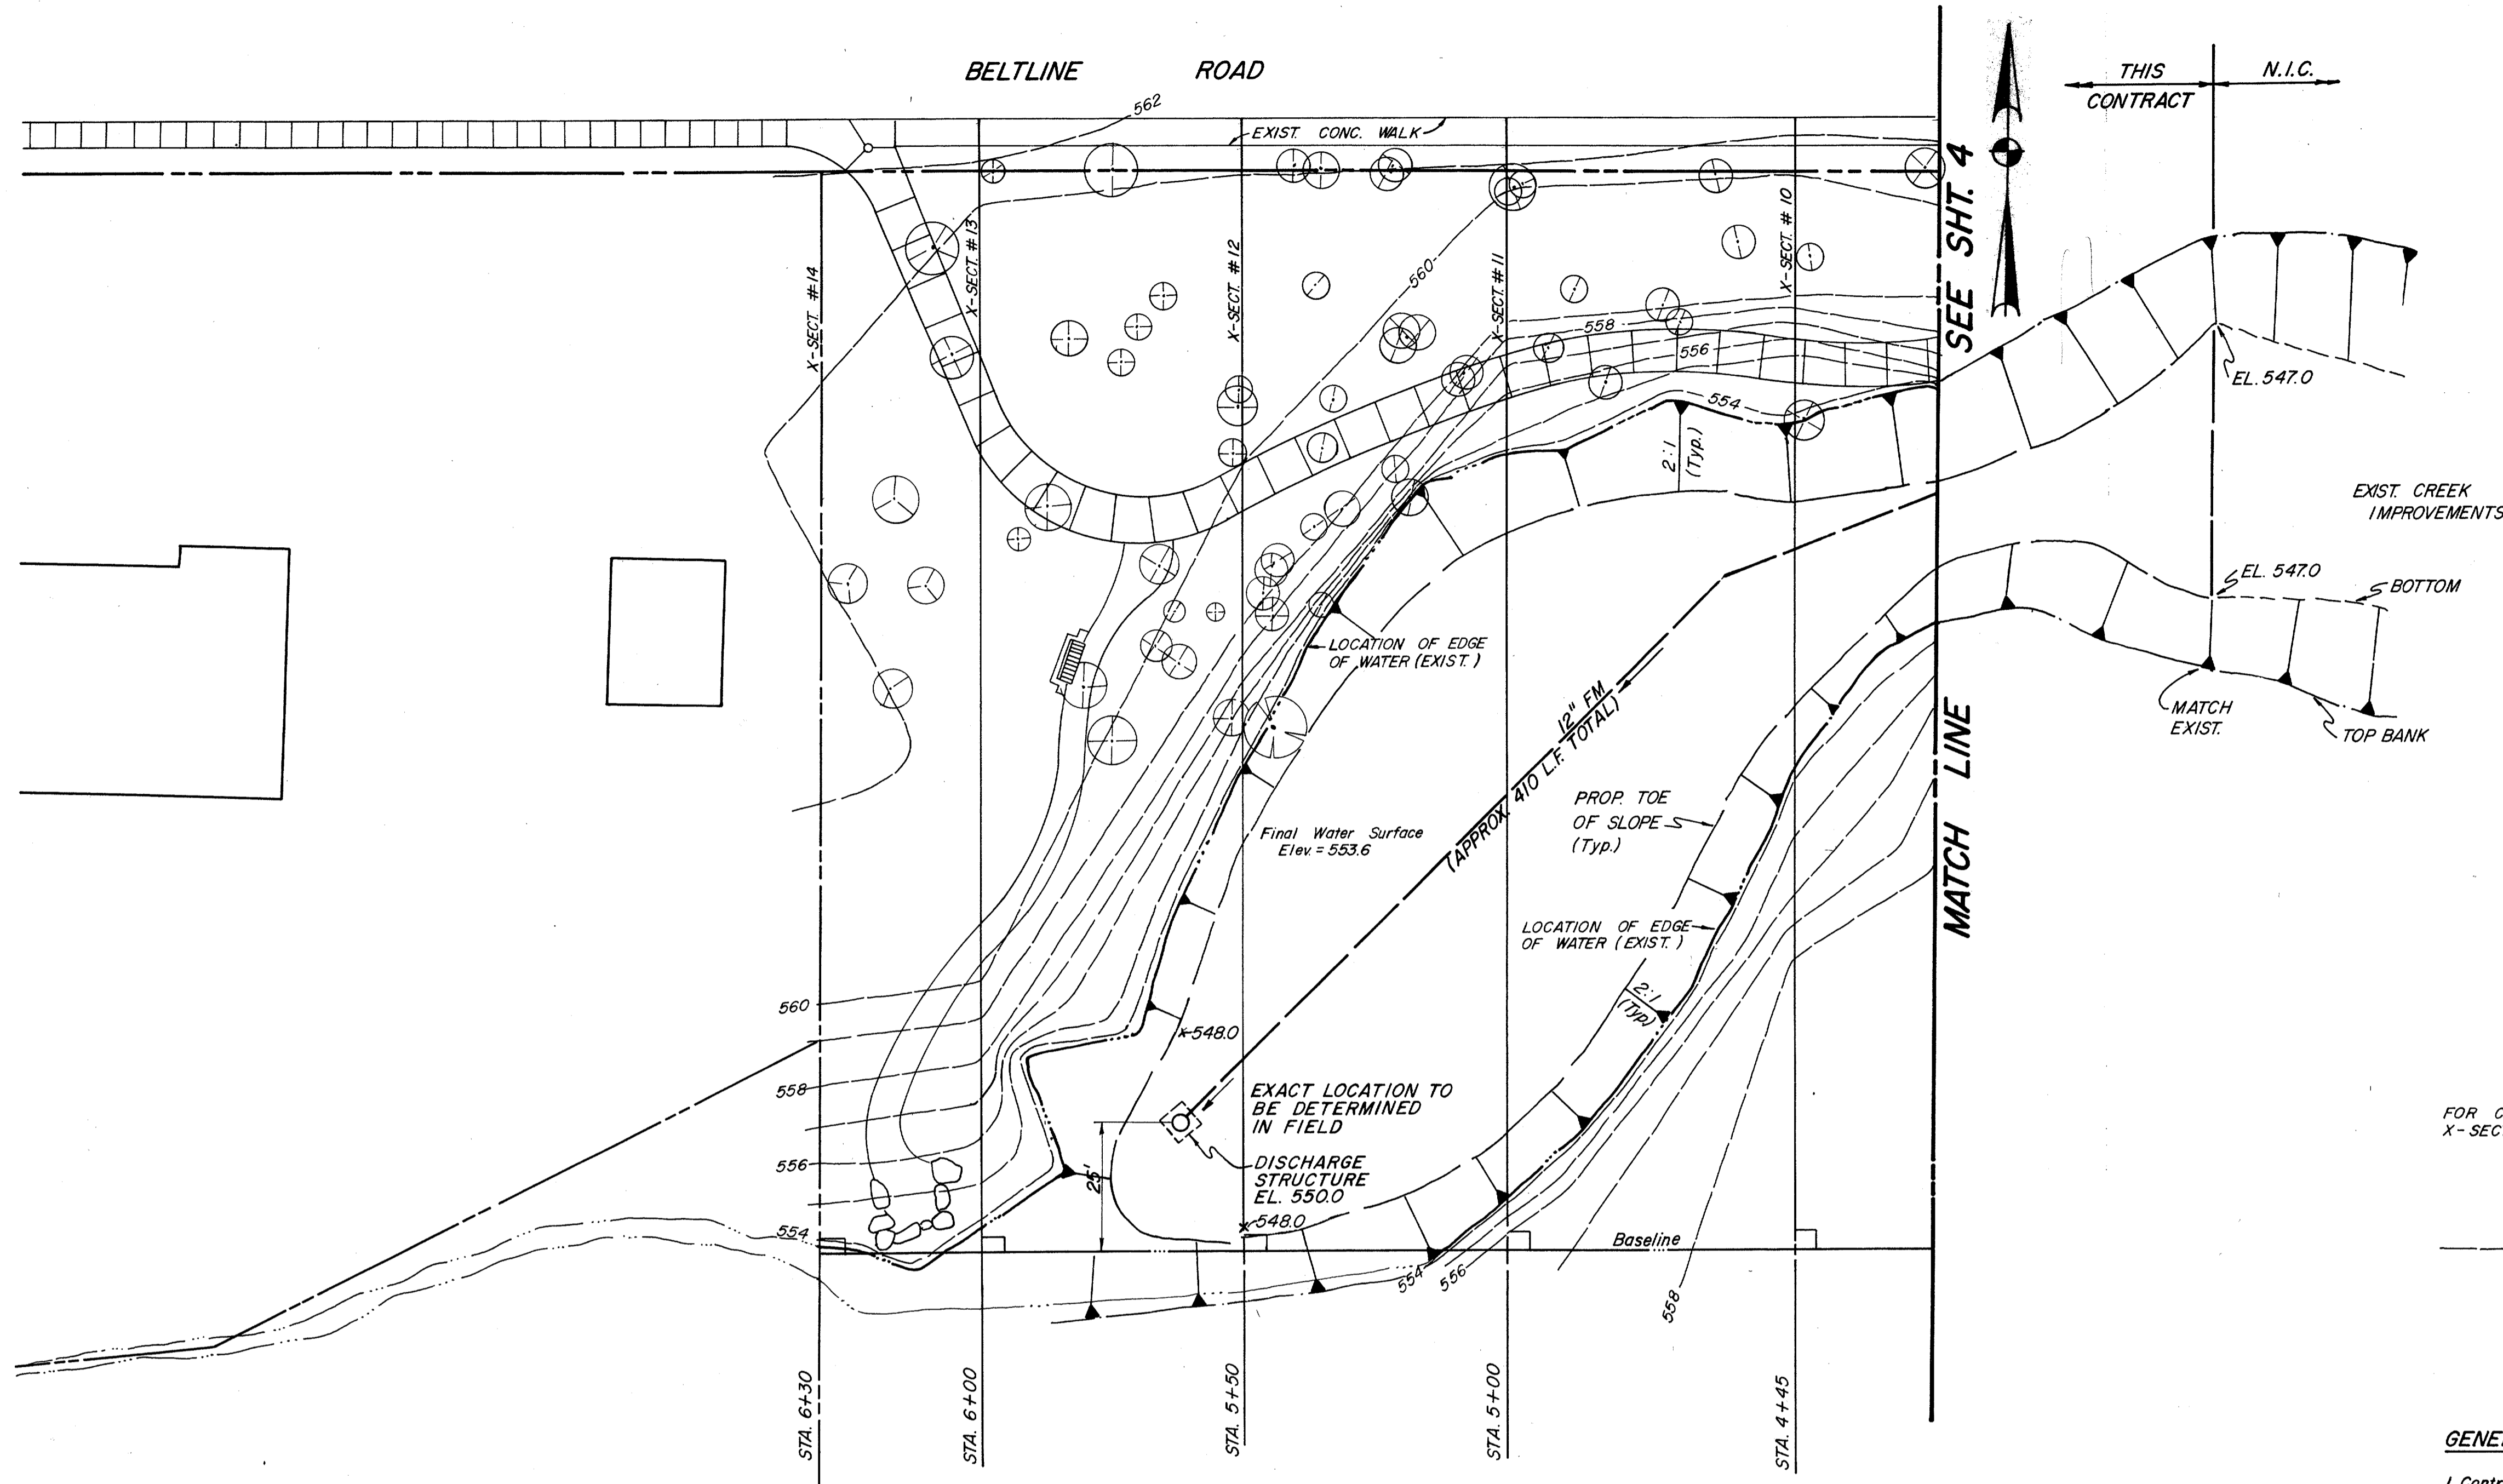 BELTLINE ROAD
THIS CONTRACT
N.I.C.
562
EXIST. CONC. WALK
SEE SHT. 4
X-SECT. #14
X-SECT. #13
X-SECT. #12
X-SECT. #11
X-SECT. # 10
560
558
556
554
EL. 547.0
2:1
(Typ.)
EXIST. CREEK
IMPROVEMENTS
EL. 547.0
BOTTOM
LOCATION OF EDGE
OF WATER (EXIST.)
12" FM
(APPROX. 410 L.F. TOTAL)
MATCH
EXIST.
TOP BANK
MATCH LINE
PROP. TOE
OF SLOPE
(Typ.)
Final Water Surface
Elev. = 553.6
LOCATION OF EDGE
OF WATER (EXIST.)
2:1
(Typ)
560
548.0
558
EXACT LOCATION TO
BE DETERMINED
IN FIELD
FOR C
X-SEC
556
25'
DISCHARGE
STRUCTURE
EL. 550.0
548.0
554
Baseline
554
556
558
STA. 6+30
STA. 6+00
STA. 5+50
STA. 5+00
STA. 4+45
GENE
1. Contr